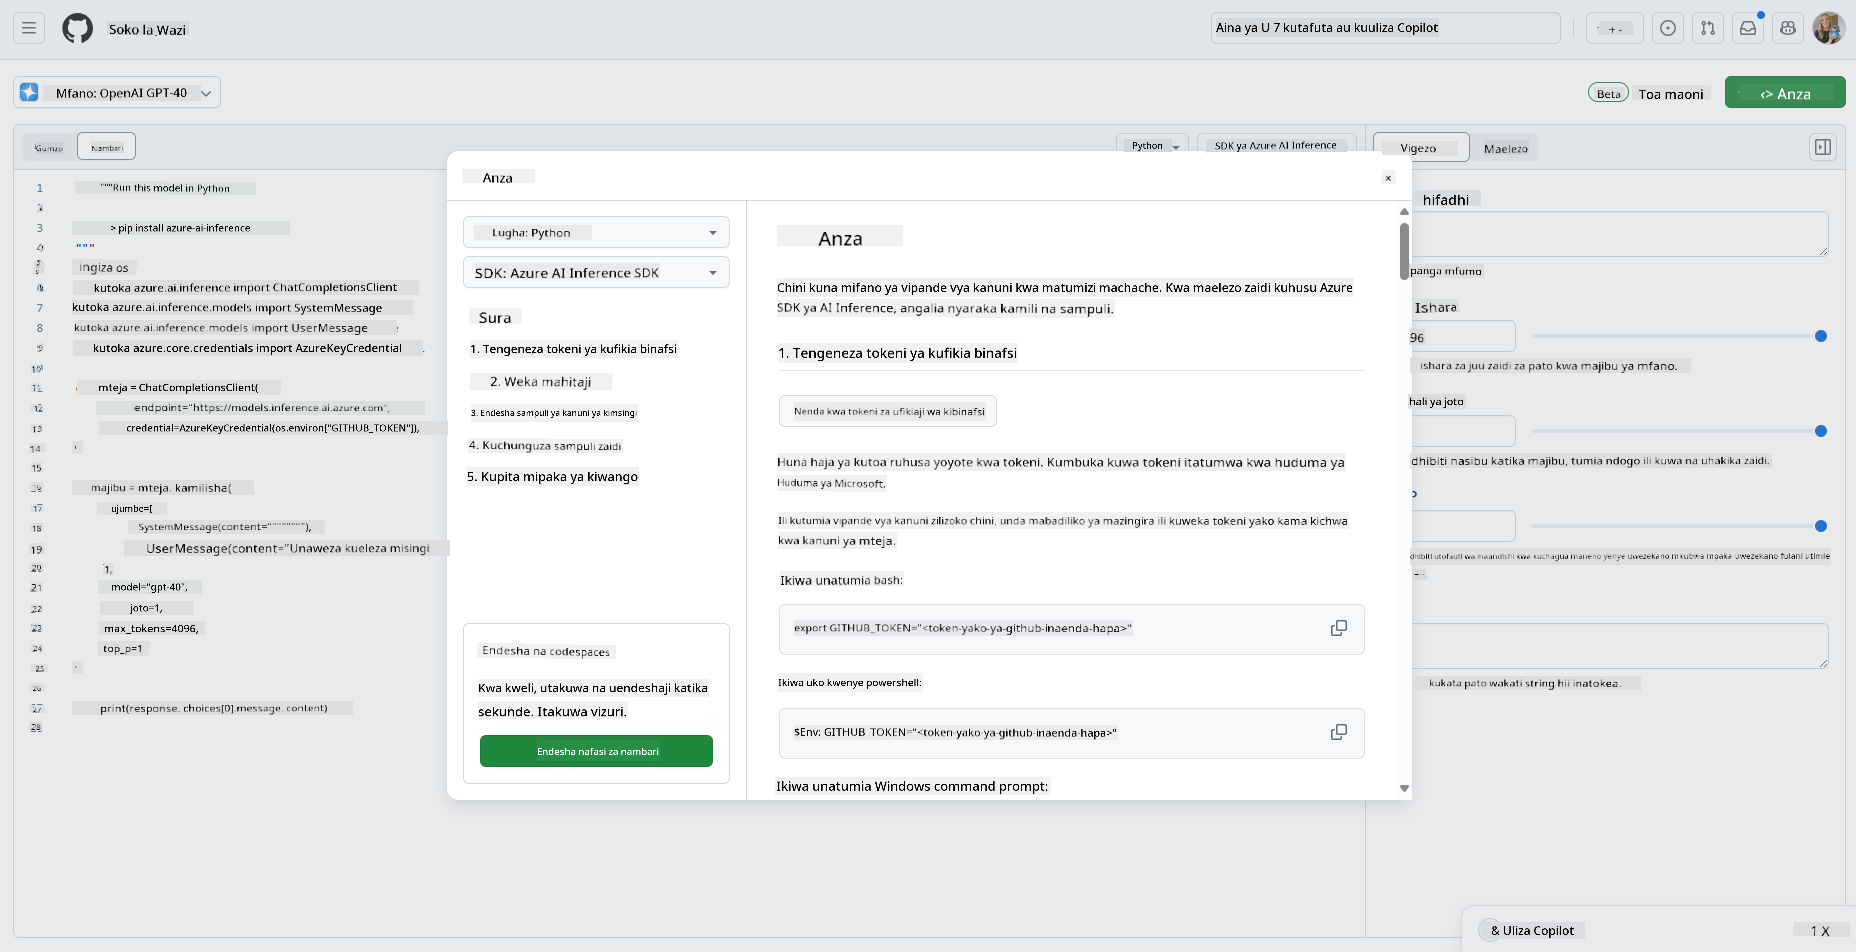 Soko la Wazi
Aina ya U 7 kutafuta au kuuliza Copilot
+ -
Mfano: OpenAI GPT-40
Beta
Toa maoni
<> Anza
Gumzo
Nambari
Python
SDK ya Azure AI Inference
Vigezo
Maelezo
1 """Run this model in Python
2
3 > pip install azure-ai-inference
4 """
ingiza os
6 kutoka azure.ai.inference import ChatCompletionsClient
7 kutoka azure.ai.inference.models import SystemMessage
8 kutoka azure.ai.inference.models import UserMessage
9 kutoka azure.core.credentials import AzureKeyCredential
10
11 mteja = ChatCompletionsClient(
12 endpoint="https://models.inference.ai.azure.com",
13 credential=AzureKeyCredential(os.environ["GITHUB_TOKEN"]),
14
15
16 majibu = mteja. kamilisha(
17 ujumbe=[
18 SystemMessage(content="""""""),
19 UserMessage(content="Unaweza kueleza misingi
20 1,
21 model="gpt-40",
22 joto=1,
23 max_tokens=4096,
24 top_p=1
25
26
27 print(response. choices[0].message. content)
28
Anza
x
Lugha: Python
SDK: Azure AI Inference SDK
Sura
1. Tengeneza tokeni ya kufikia binafsi
2. Weka mahitaji
3. Endesha sampuli ya kanuni ya kimsingi
4. Kuchunguza sampuli zaidi
5. Kupita mipaka ya kiwango
Endesha na codespaces
Kwa kweli, utakuwa na uendeshaji katika
sekunde. Itakuwa vizuri.
Endesha nafasi za nambari
Anza
Chini kuna mifano ya vipande vya kanuni kwa matumizi machache. Kwa maelezo zaidi kuhusu Azure
SDK ya AI Inference, angalia nyaraka kamili na sampuli.
1. Tengeneza tokeni ya kufikia binafsi
Nenda kwa tokeni za ufikiaji wa kibinafsi
Huna haja ya kutoa ruhusa yoyote kwa tokeni. Kumbuka kuwa tokeni itatumwa kwa huduma ya
Huduma ya Microsoft.
Ili kutumia vipande vya kanuni zilizoko chini, unda mabadiliko ya mazingira ili kuweka tokeni yako kama kichwa
kwa kanuni ya mteja.
Ikiwa unatumia bash:
export GITHUB_TOKEN="<token-yako-ya-github-inaenda-hapa>"
Ikiwa uko kwenye powershell:
$Env: GITHUB_TOKEN="<token-yako-ya-github-inaenda-hapa>"
Ikiwa unatumia Windows command prompt:
hifadhi
panga mfumo
Ishara
96
ishara za juu zaidi za pato kwa majibu ya mfano.
hali ya joto
dhibiti nasibu katika majibu, tumia ndogo ili kuwa na uhakika zaidi.
dhibiti utofauti wa maandishi kwa kuchagua maneno yenye uwezekano mkubwa mpaka uwezekano fulani utimile
kukata pato wakati string hii inatokea.
& Uliza Copilot
1 X